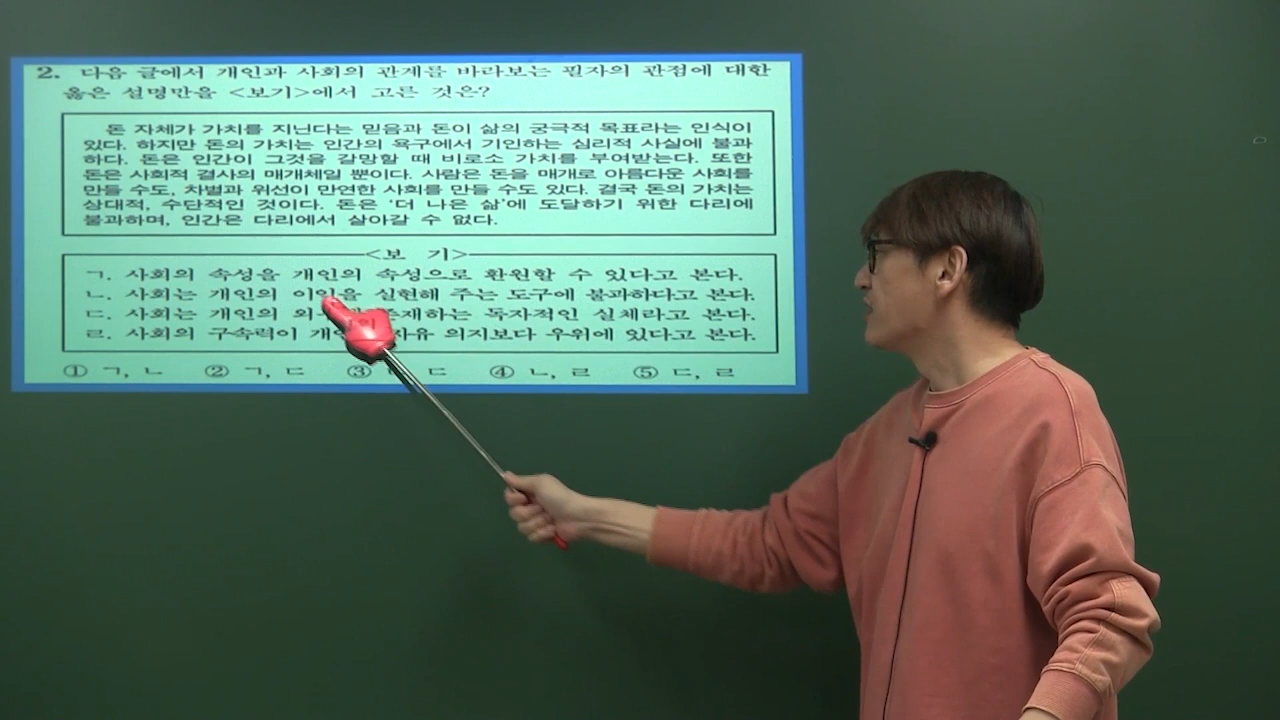 2. 다음 글에서 개인과 사회의 관계를 바라보는 필자의 관점에 대한
옳은 설명만을 <보기>에서 고른 것은?
돈 자체가 가치를 지닌다는 믿음과 돈이 삶의 궁극적 목표라는 인식이
있다. 하지만 돈의 가치는 인간의 욕구에서 기인하는 심리적 사실에 불과
하다. 돈은 인간이 그것을 갈망할 때 비로소 가치를 부여받는다. 또한
돈은 사회적 결사의 매개체일 뿐이다. 사람은 돈을 매개로 아름다운 사회를
만들 수도, 차별과 위선이 만연한 사회를 만들 수도 있다. 결국 돈의 가치는
상대적, 수단적인 것이다. 돈은 '더 나은 삶'에 도달하기 위한 다리에
불과하며, 인간은 다리에서 살아갈 수 없다.
<보 기>
ㄱ. 사회의 속성을 개인의 속성으로 환원할 수 있다고 본다.
ㄴ. 사회는 개인의 이익을 실현해 주는 도구에 불과하다고 본다.
ㄷ. 사회는 개인의 존재하는 독자적인 실체라고 본다.
ㄹ. 사회의 구속력이 의지보다 우위에 있다고 본다.
① ㄱ, ㄴ ② ㄱ, ㄷ ③ ㄷ ④ ㄴ, ㄹ ⑤ ㄷ, ㄹ